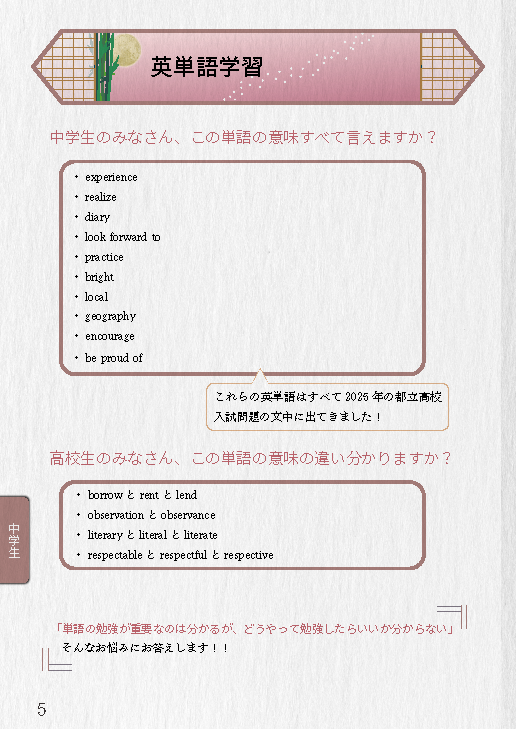 英単語学習
中学生のみなさん、この単語の意味すべて言えますか？
・ experience
・ realize
・ diary
・ look forward to
・ practice
・ bright
・ local
・ geography
・ encourage
・ be proud of
これらの英単語はすべて 2025 年の都立高校
入試問題の文中に出てきました！
高校生のみなさん、この単語の意味の違い分かりますか？
・ borrow と rent と lend
・ observation と observance
・ literary と literal と literate
・ respectable と respectful と respective
中学生
「単語の勉強が重要なのは分かるが、どうやって勉強したらいいか分からない」
そんなお悩みにお答えします！！
5